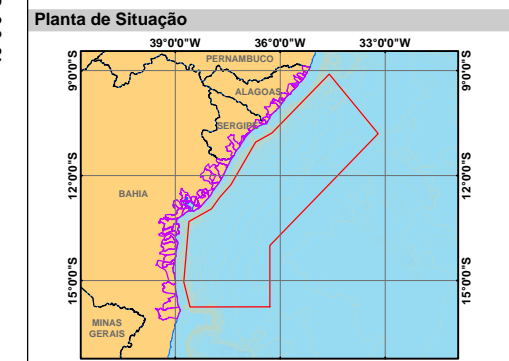 Planta de Situação
39°0'0"W 36°0'0"W 33°0'0"W
PERNAMBUCO
9°0'0"S 9°0'0"S
ALAGOAS
SERGIPE
12°0'0"S 12°0'0"S
BAHIA
15°0'0"S 15°0'0"S
MINAS
GERAIS